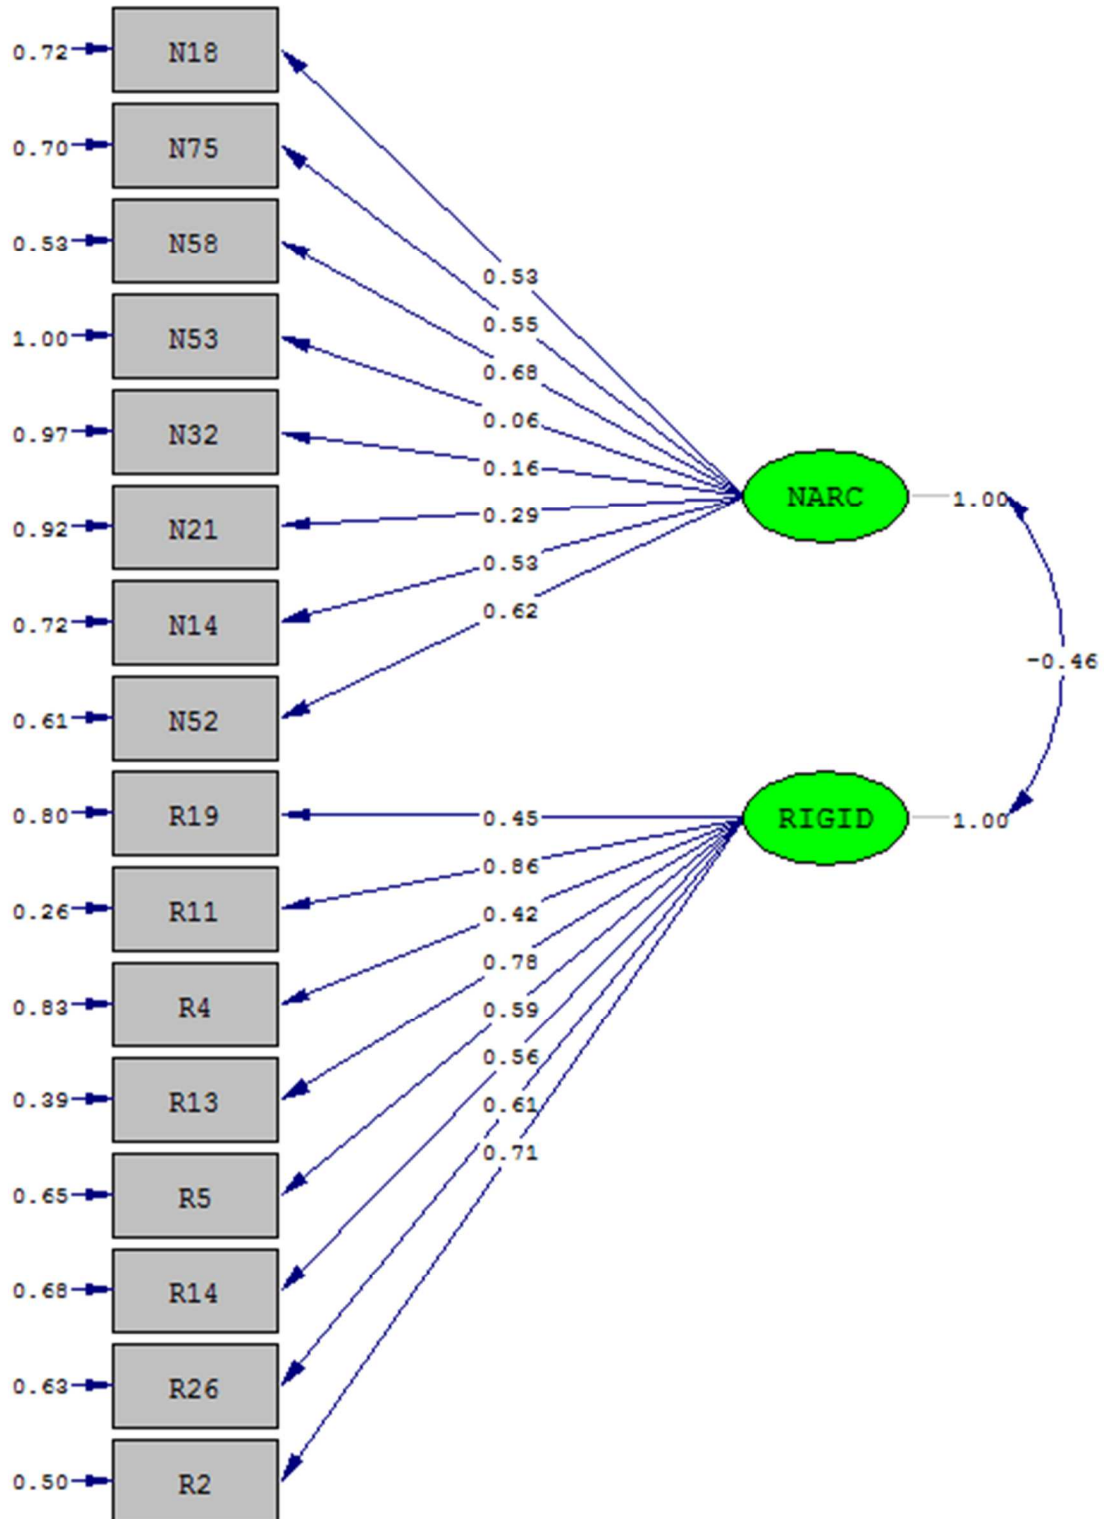 0.72 N18
0.70 N75
0.53 N58
0.53
0.55
1.00 N53
0.68
0.06
0.97 N32
0.16
NARC 1.00
0.92 N21
0.29
0.53
0.72 N14
0.62
-0.46
0.61 N52
0.80 R19
0.45
RIGID 1.00
0.86
0.26 R11
0.42
0.78
0.83 R4
0.59
0.56
0.39 R13
0.61
0.71
0.65 R5
0.68 R14
0.63 R26
0.50 R2